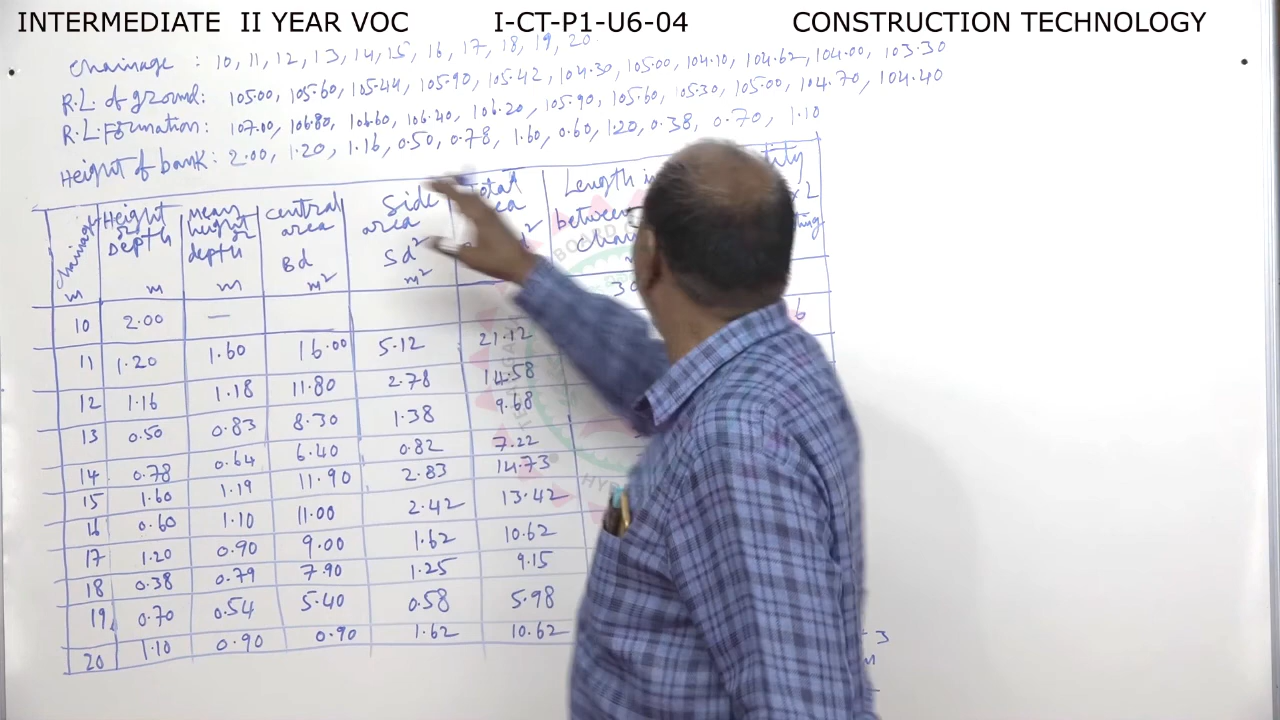 INTERMEDIATE II YEAR VOC I-CT-P1-U6-04 CONSTRUCTION TECHNOLOGY
Chainage : 10, 11, 12, 13, 14, 15, 16, 17, 18, 19, 20.
R.L. of ground : 105.00, 105.60, 105.44, 105.90, 105.42, 104.30, 105.00, 104.10, 104.62, 104.00, 103.30
R.L. Formation : 107.00, 106.80, 106.60, 106.40, 106.20, 105.90, 105.60, 105.30, 105.00, 104.70, 104.40
Height of bank : 2.00, 1.20, 1.16, 0.50, 0.78, 1.60, 0.60, 1.20, 0.38, 0.70, 1.10
Chainage m Height or Depth m mean height or depth m central area Bd m² Side area Sd² m² Total Length between
10 2.00 — 30
11 1.20 1.60 16.00 5.12 21.12 6
12 1.16 1.18 11.80 2.78 14.58
13 0.50 0.83 8.30 1.38 9.68
14 0.78 0.64 6.40 0.82 7.22
15 1.60 1.19 11.90 2.83 14.73
16 0.60 1.10 11.00 2.42 13.42
17 1.20 0.90 9.00 1.62 10.62
18 0.38 0.79 7.90 1.25 9.15
19 0.70 0.54 5.40 0.58 5.98
20 1.10 0.90 0.90 1.62 10.62